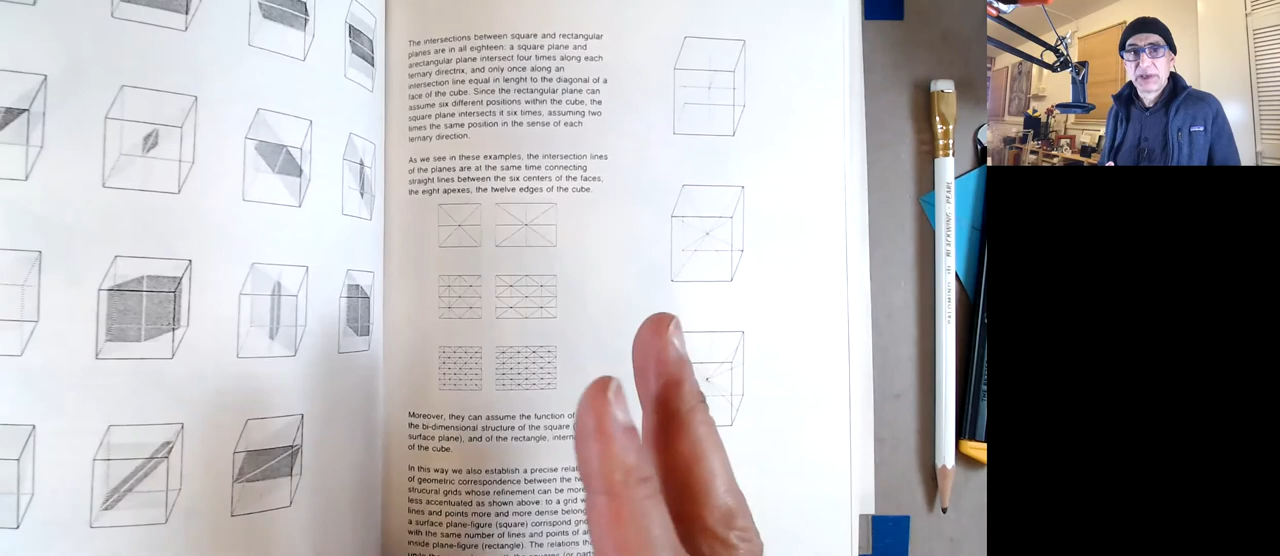 The intersections between square and rectangular
planes are in all eighteen: a square plane and
arectangular plane intersect four times along each
ternary directrix, and only once along an
intersection line equal in lenght to the diagonal of a
face of the cube. Since the rectangular plane can
assume six different positions within the cube, the
square plane intersects it six times, assuming two
times the same position in the sense of each
ternary direction.
As we see in these examples, the intersection lines
of the planes are at the same time connecting
straight lines between the six centers of the faces,
the eight apexes, the twelve edges of the cube.
Moreover, they can assume the function of
the bi-dimensional structure of the square (
surface plane), and of the rectangle, intern
of the cube.
In this way we also establish a precise relat
of geometric correspondence between the tw
strucural grids whose refinement can be more
less accentuated as shown above: to a grid w
lines and points more and more dense belong
a surface plane-figure (square) corrispond gri
with the same number of lines and points of an
inside plane-figure (rectangle). The relations th
PALOMINO BLACKWING PEARL